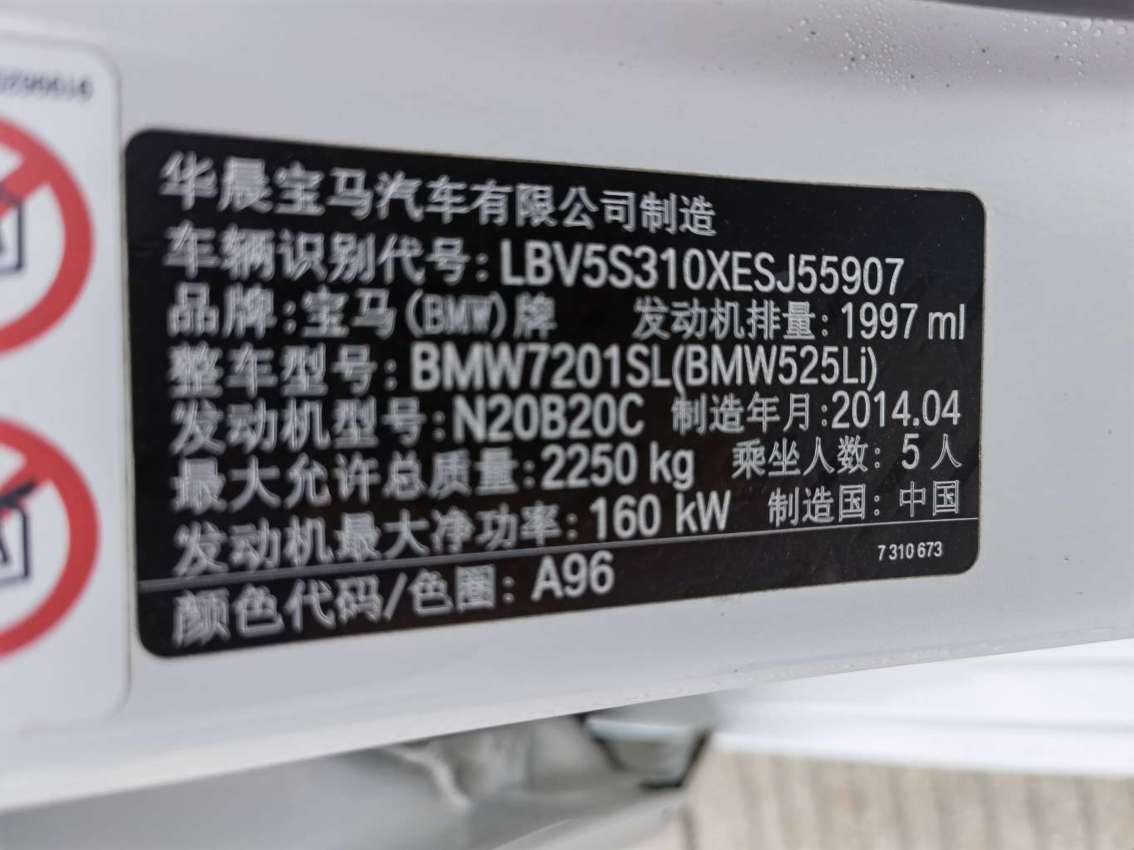 华晨宝马汽车有限公司制造
车辆识别代号: LBV5S310XESJ55907
品牌: 宝马(BMW)牌 发动机排量: 1997 ml
整车型号: BMW7201SL(BMW525Li)
发动机型号: N20B20C 制造年月: 2014.04
最大允许总质量: 2250 kg 乘坐人数: 5 人
发动机最大净功率: 160 kW 制造国: 中国
7 310 673
颜色代码/色圈: A96